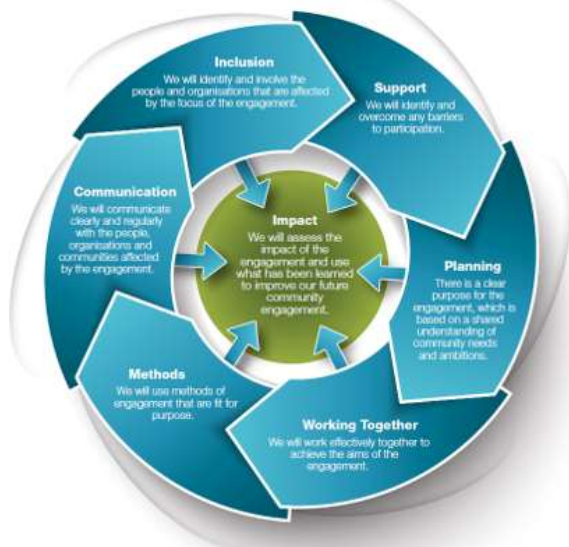 Inclusion
We will identify and involve the
people and organisations that are affected
by the focus of the engagement.
Support
We will identify and
overcome any barriers
to participation.
Planning
There is a clear
purpose for the
engagement, which is
based on a shared
understanding of
community needs
and ambitions.
Working Together
We will work effectively together to
achieve the aims of the
engagement.
Methods
We will use methods of
engagement that are fit for
purpose.
Communication
We will communicate
clearly and regularly
with the people,
organisations and
communities affected
by the engagement.
Impact
We will assess the
impact of the
engagement and use
what has been learned
to improve our future
community
engagement.